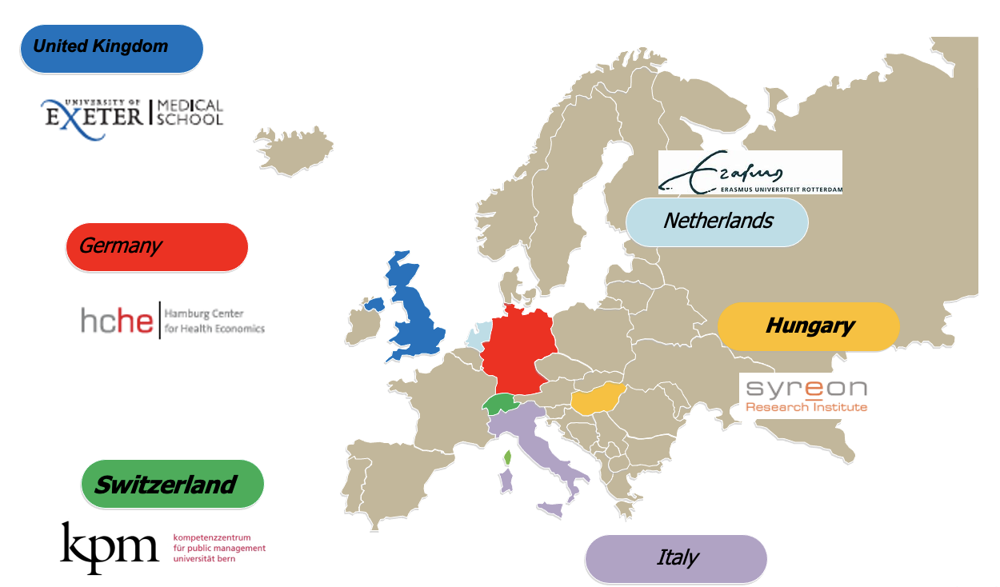 United Kingdom
UNIVERSITY OF
EXETER
MEDICAL
SCHOOL
Erasmus
ERASMUS UNIVERSITEIT ROTTERDAM
Netherlands
Germany
hche
Hamburg Center
for Health Economics
Hungary
syreon
Research Institute
Switzerland
kpm
kompetenzzentrum
für public management
universität bern
Italy